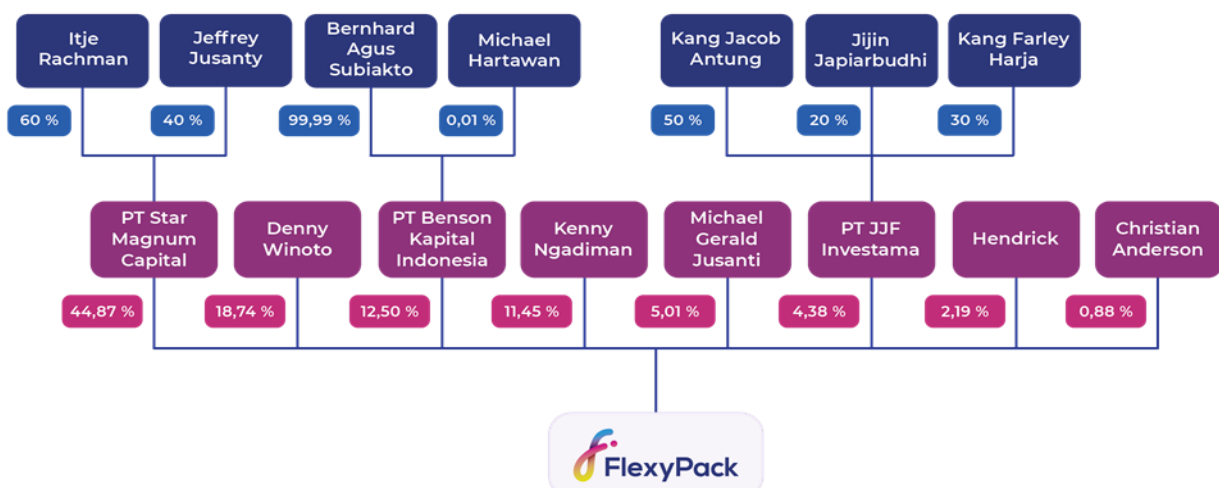 Itje
Rachman
Jeffrey
Jusanty
Bernhard
Agus
Subiakto
Michael
Hartawan
Kang Jacob
Antung
Jijin
Japiarbudhi
Kang Farley
Harja
60 %
40 %
99,99 %
0,01 %
50 %
20 %
30 %
PT Star
Magnum
Capital
Denny
Winoto
PT Benson
Kapital
Indonesia
Kenny
Ngadiman
Michael
Gerald
Jusanti
PT JJF
Investama
Hendrick
Christian
Anderson
44,87 %
18,74 %
12,50 %
11,45 %
5,01 %
4,38 %
2,19 %
0,88 %
FlexyPack